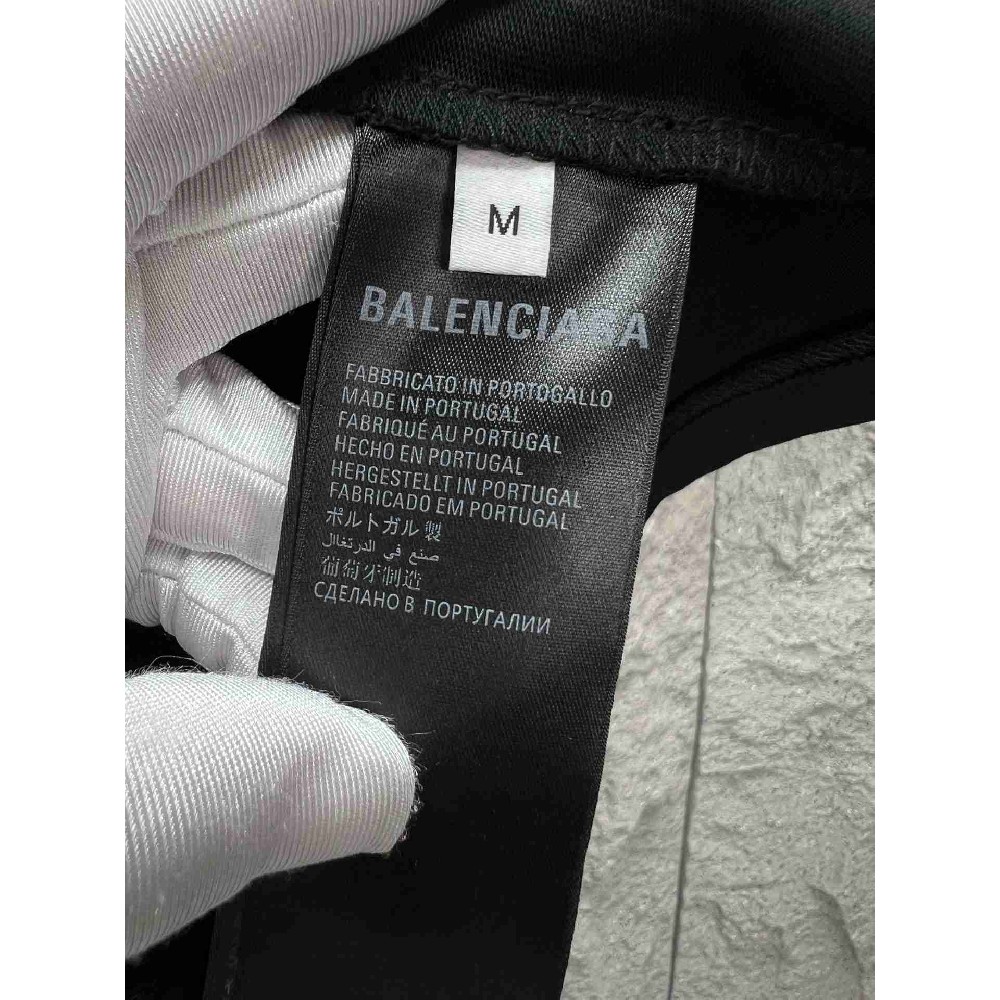 M
BALENCIAGA
FABBRICATO IN PORTOGALLO
MADE IN PORTUGAL
FABRIQUÉ AU PORTUGAL
HECHO EN PORTUGAL
HERGESTELLT IN PORTUGAL
FABRICADO EM PORTUGAL
ポルトガル 製
صنع في الدرتغال
葡萄牙制造
СДЕЛАНО В ПОРТУГАЛИИ